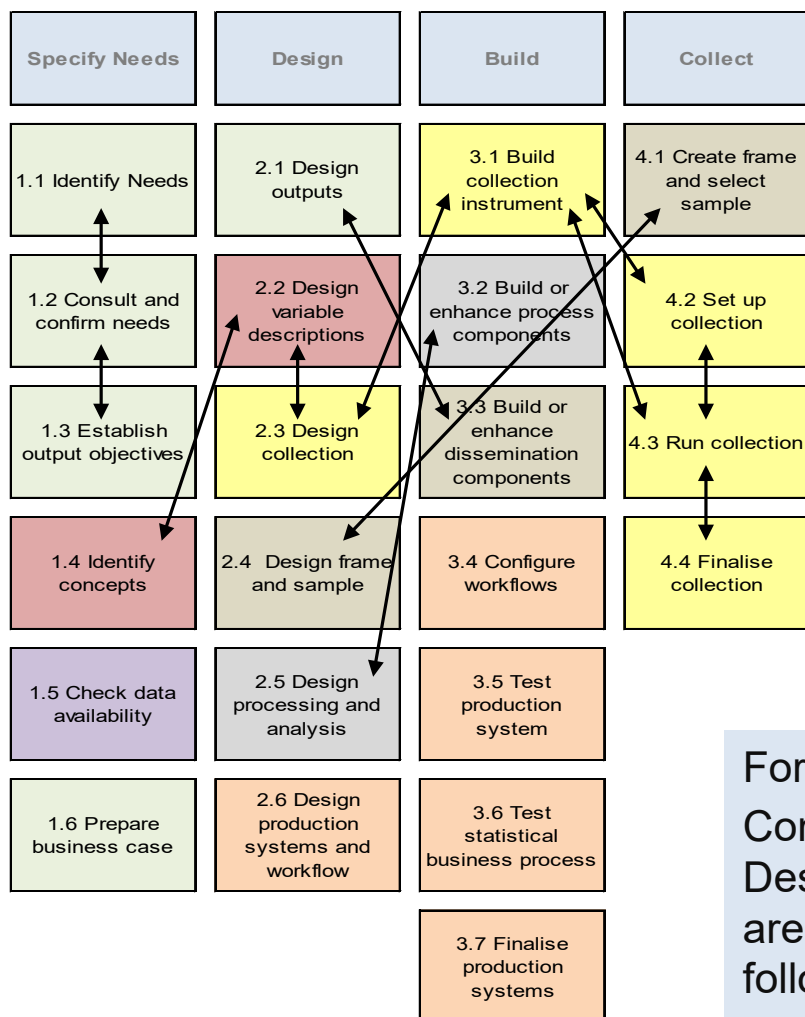 Specify Needs
Design
Build
Collect
1.1 Identify Needs
2.1 Design
outputs
3.1 Build
collection
instrument
4.1 Create frame
and select
sample
1.2 Consult and
confirm needs
2.2 Design
variable
descriptions
3.2 Build or
enhance process
components
4.2 Set up
collection
1.3 Establish
output objectives
2.3 Design
collection
3.3 Build or
enhance
dissemination
components
4.3 Run collection
1.4 Identify
concepts
2.4 Design frame
and sample
3.4 Configure
workflows
4.4 Finalise
collection
1.5 Check data
availability
2.5 Design
processing and
analysis
3.5 Test
production
system
1.6 Prepare
business case
2.6 Design
production
systems and
workflow
3.6 Test
statistical
business process
3.7 Finalise
production
systems
For
are